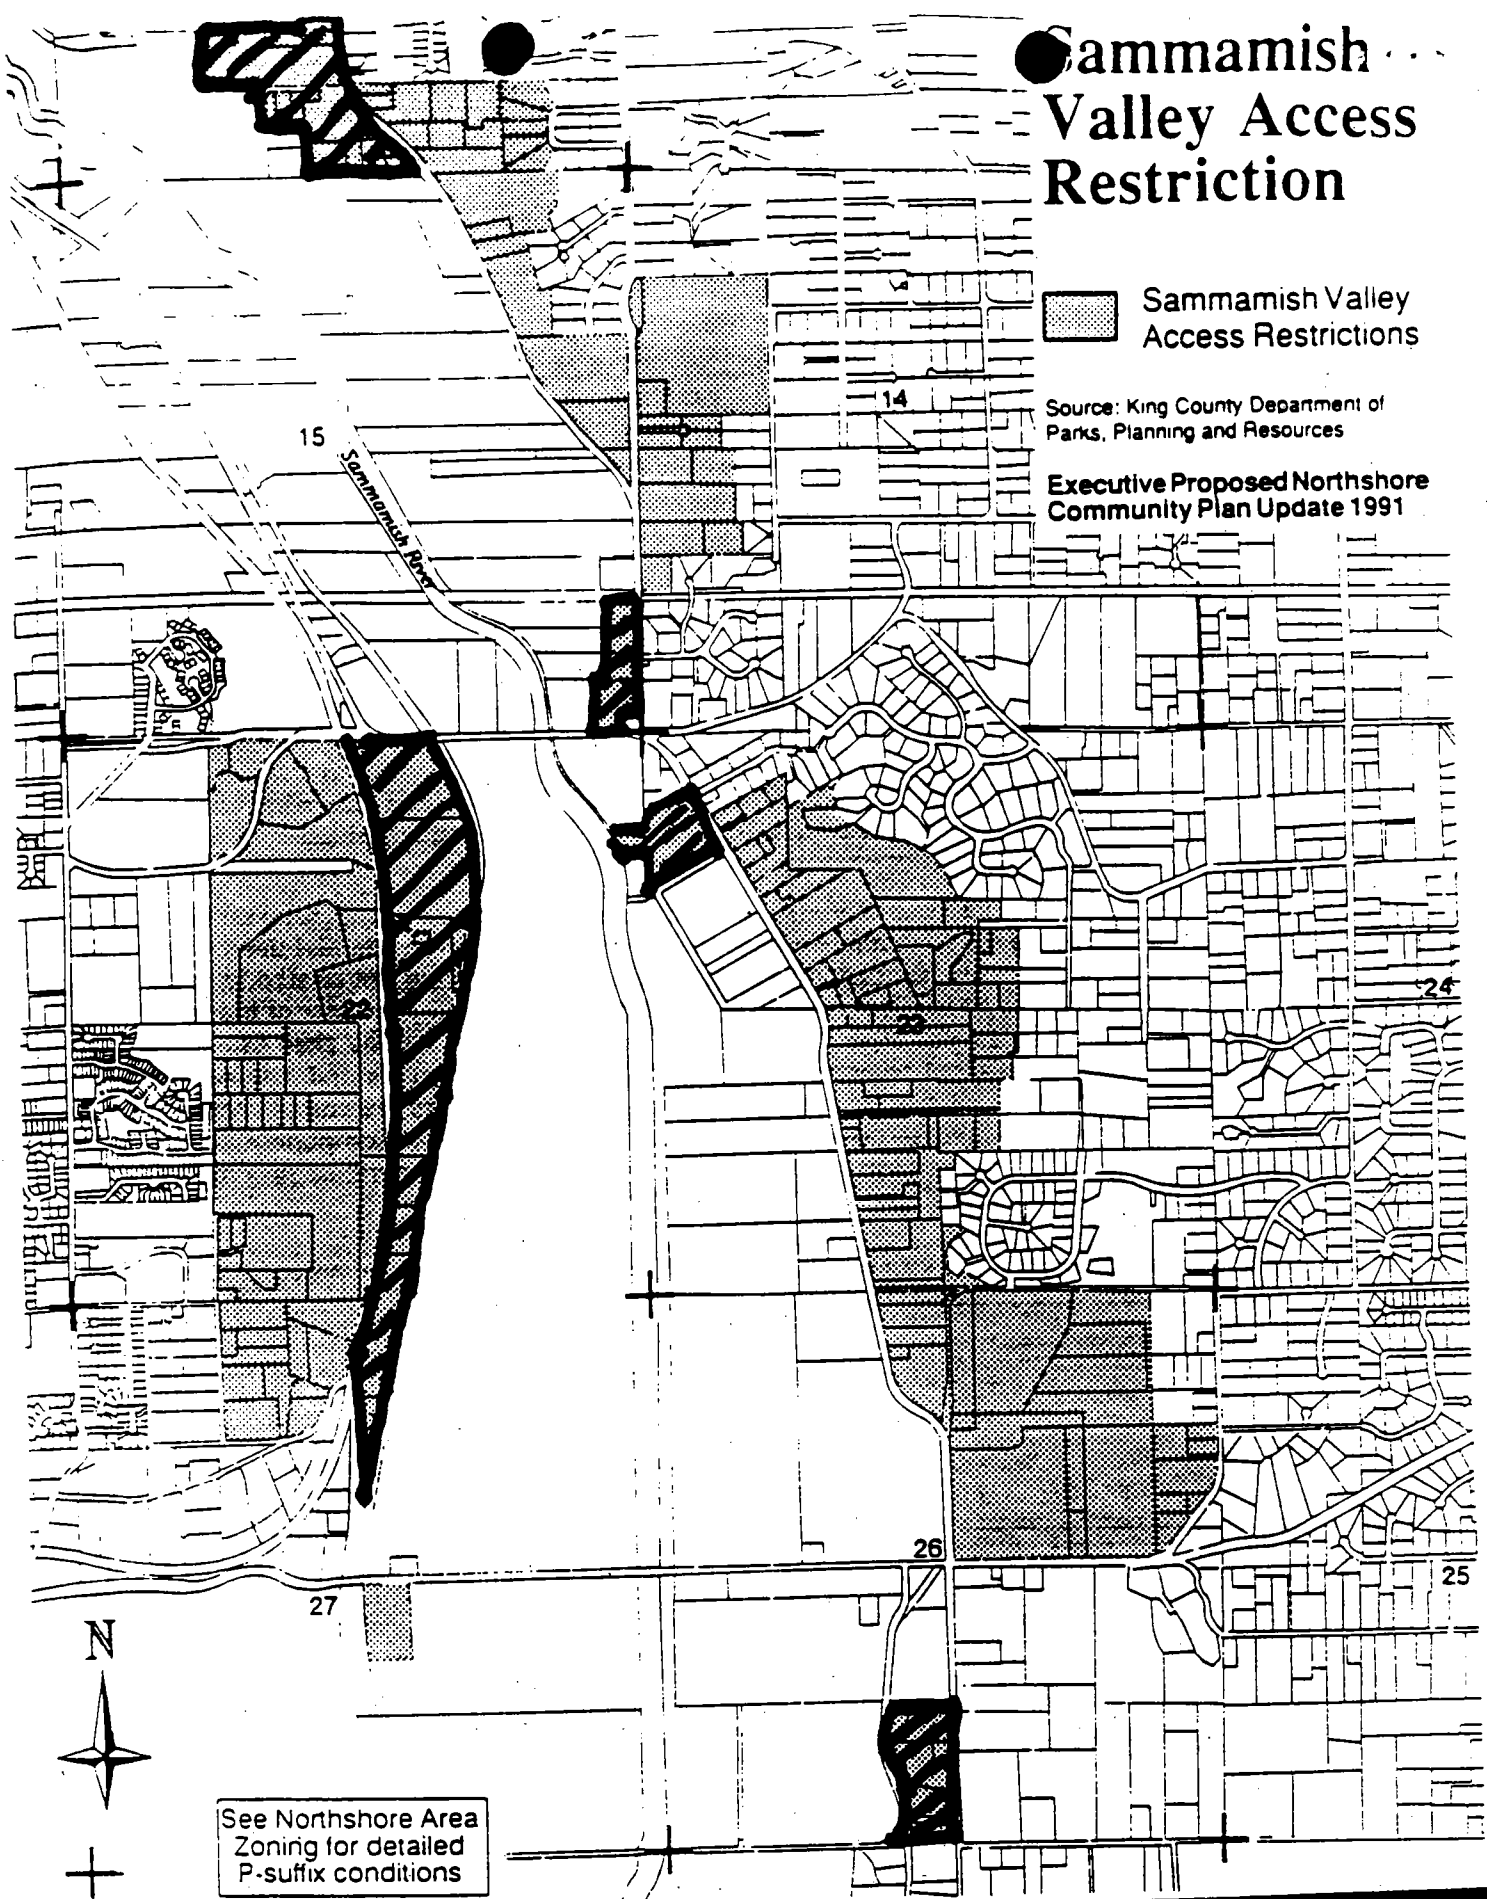 Sammamish
Valley Access
Restriction
Sammamish Valley
Access Restrictions
14
Source: King County Department of
Parks, Planning and Resources
15
Sammamish River
Executive Proposed Northshore
Community Plan Update 1991
24
22
23
26
25
27
N
See Northshore Area
Zoning for detailed
P-suffix conditions